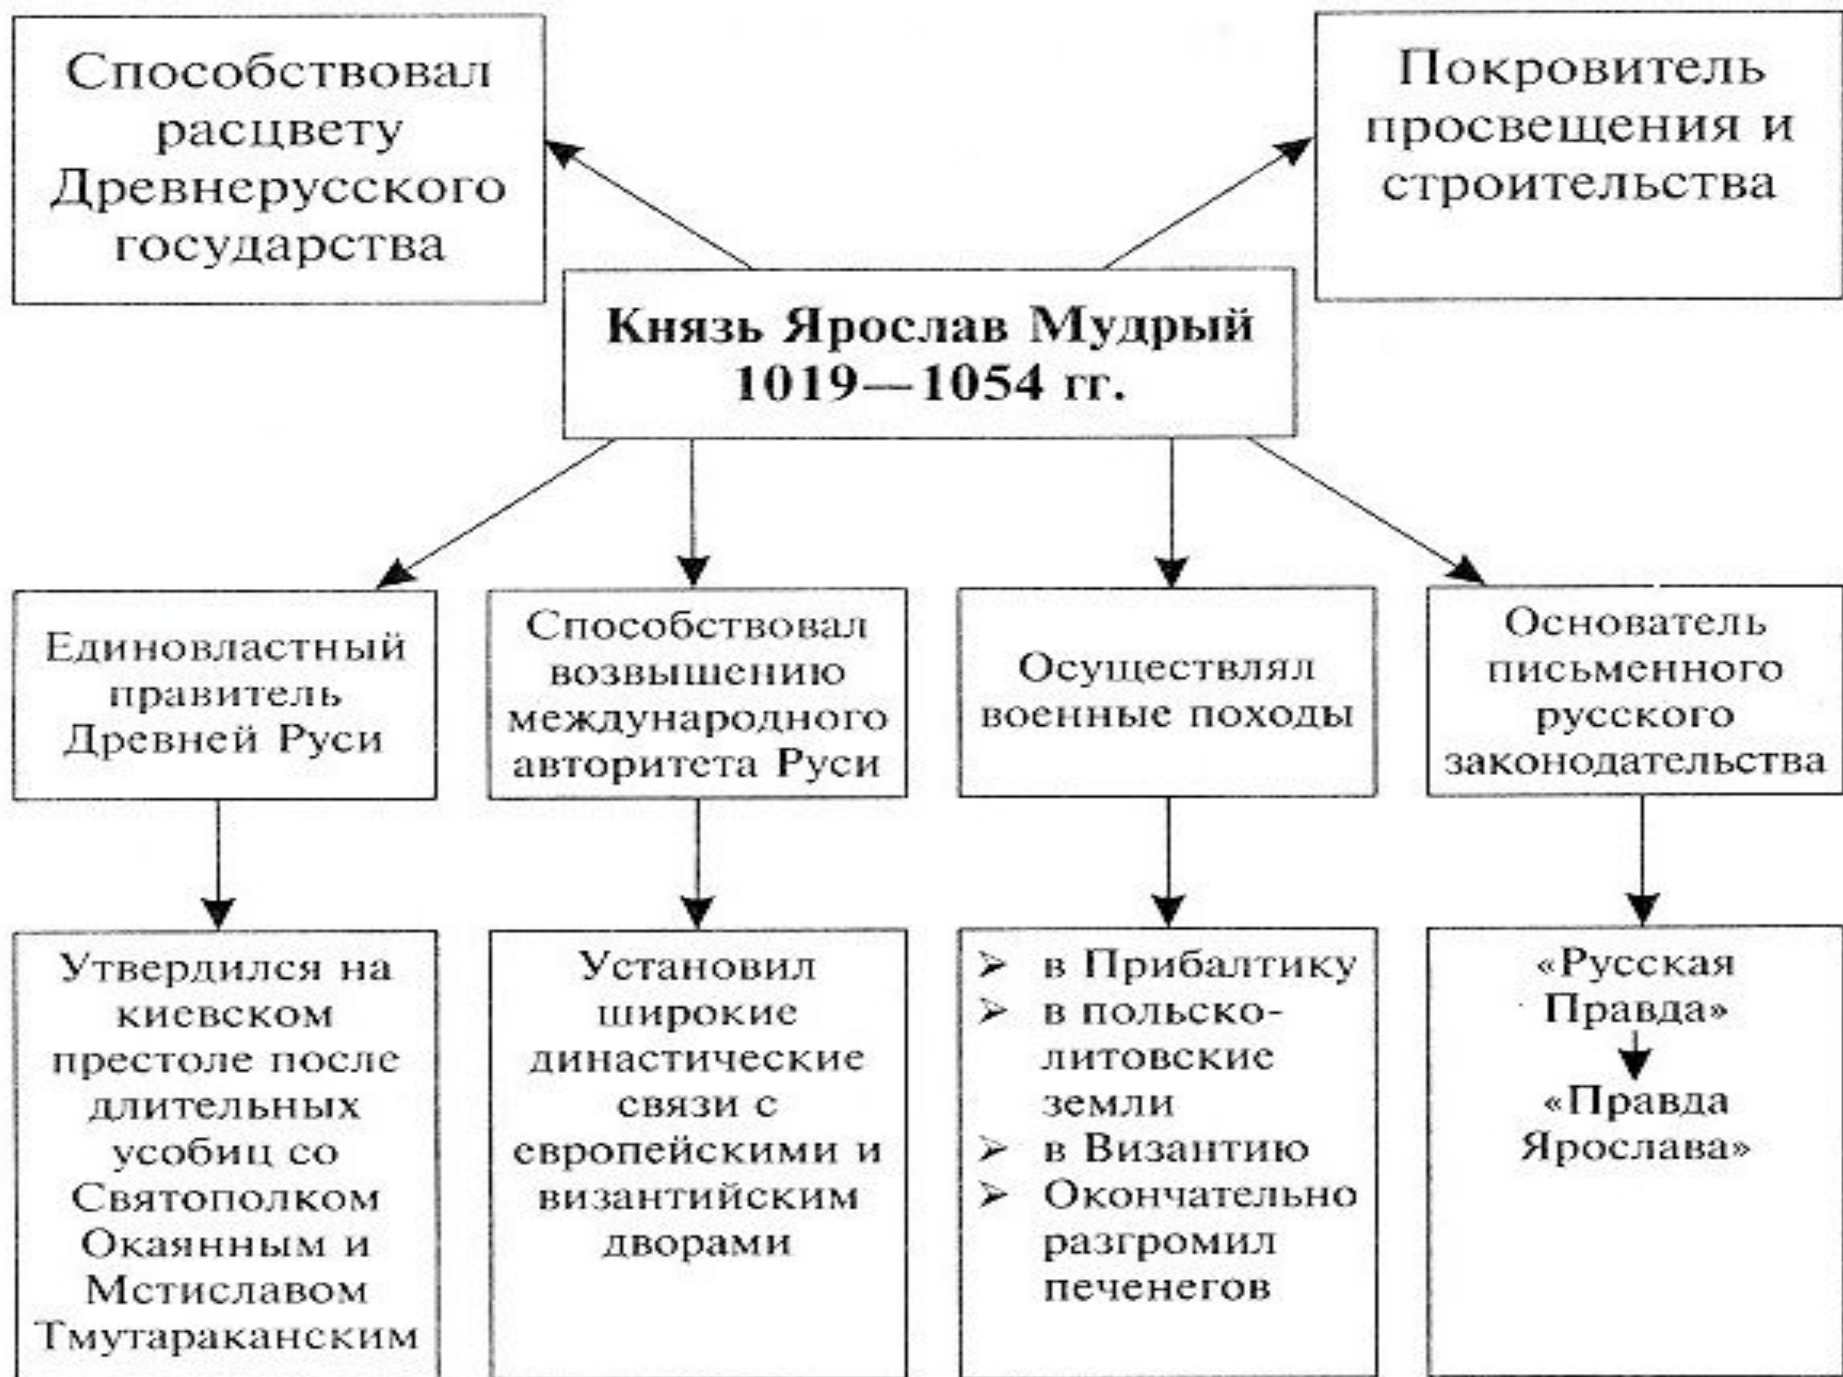 Способствовал
расцвету
Древнерусского
государства
Покровитель
просвещения и
строительства
Князь Ярослав Мудрый
1019—1054 гг.
Единовластный
правитель
Древней Руси
Способствовал
возвышению
международного
авторитета Руси
Осуществлял
военные походы
Основатель
письменного
русского
законодательства
Утвердился на
киевском
престоле после
длительных
усобиц со
Святополком
Окаянным и
Мстиславом
Тмутараканским
Установил
широкие
династические
связи с
европейскими и
византийским
дворами
➢ в Прибалтику
➢ в польско-
литовские
земли
➢ в Византию
➢ Окончательно
разгромил
печенегов
«Русская
Правда»
«Правда
Ярослава»